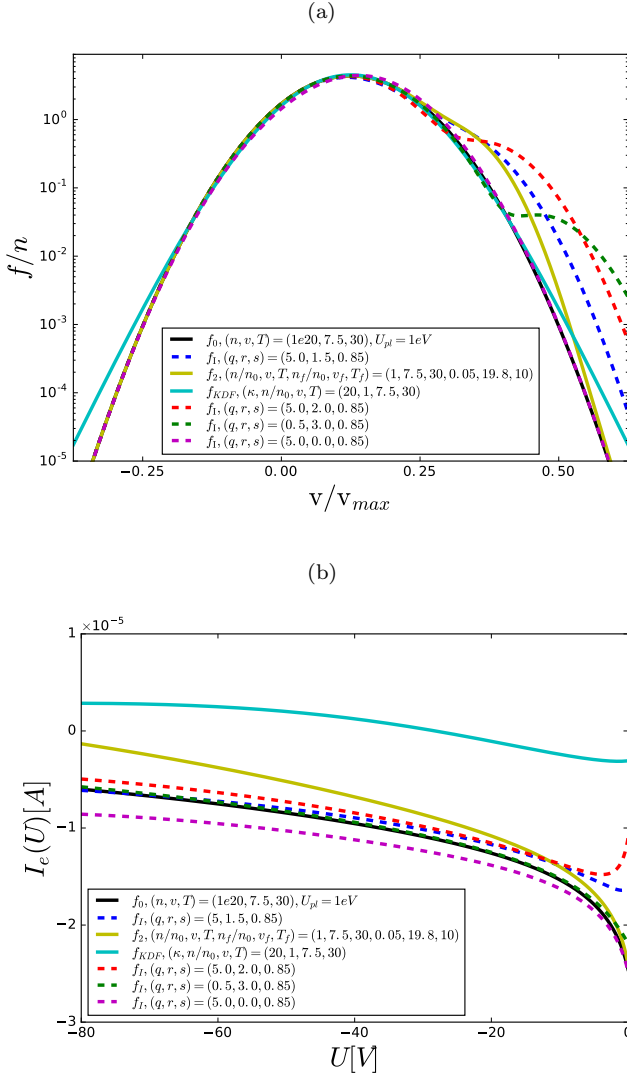 (a)
10^0
10^-1
10^-2
10^-3
10^-4
10^-5
f/n
f_0, (n, v, T) = (1e20, 7.5, 30), U_pl = 1eV
f_I, (q, r, s) = (5.0, 1.5, 0.85)
f_2, (n/n_0, v, T, n_f/n_0, v_f, T_f) = (1, 7.5, 30, 0.05, 19.8, 10)
f_KDF, (κ, n/n_0, v, T) = (20, 1, 7.5, 30)
f_I, (q, r, s) = (5.0, 2.0, 0.85)
f_I, (q, r, s) = (0.5, 3.0, 0.85)
f_I, (q, r, s) = (5.0, 0.0, 0.85)
−0.25 0.00 0.25 0.50
v/v_max
(b)
1 ×10^-5
0
−1
−2
−3
I_e(U)[A]
f_0, (n, v, T) = (1e20, 7.5, 30), U_pl = 1eV
f_I, (q, r, s) = (5, 1.5, 0.85)
f_2, (n/n_0, v, T, n_f/n_0, v_f, T_f) = (1, 7.5, 30, 0.05, 19.8, 10)
f_KDF, (κ, n/n_0, v, T) = (20, 1, 7.5, 30)
f_I, (q, r, s) = (5.0, 2.0, 0.85)
f_I, (q, r, s) = (0.5, 3.0, 0.85)
f_I, (q, r, s) = (5.0, 0.0, 0.85)
−80 −60 −40 −20 0
U[V]